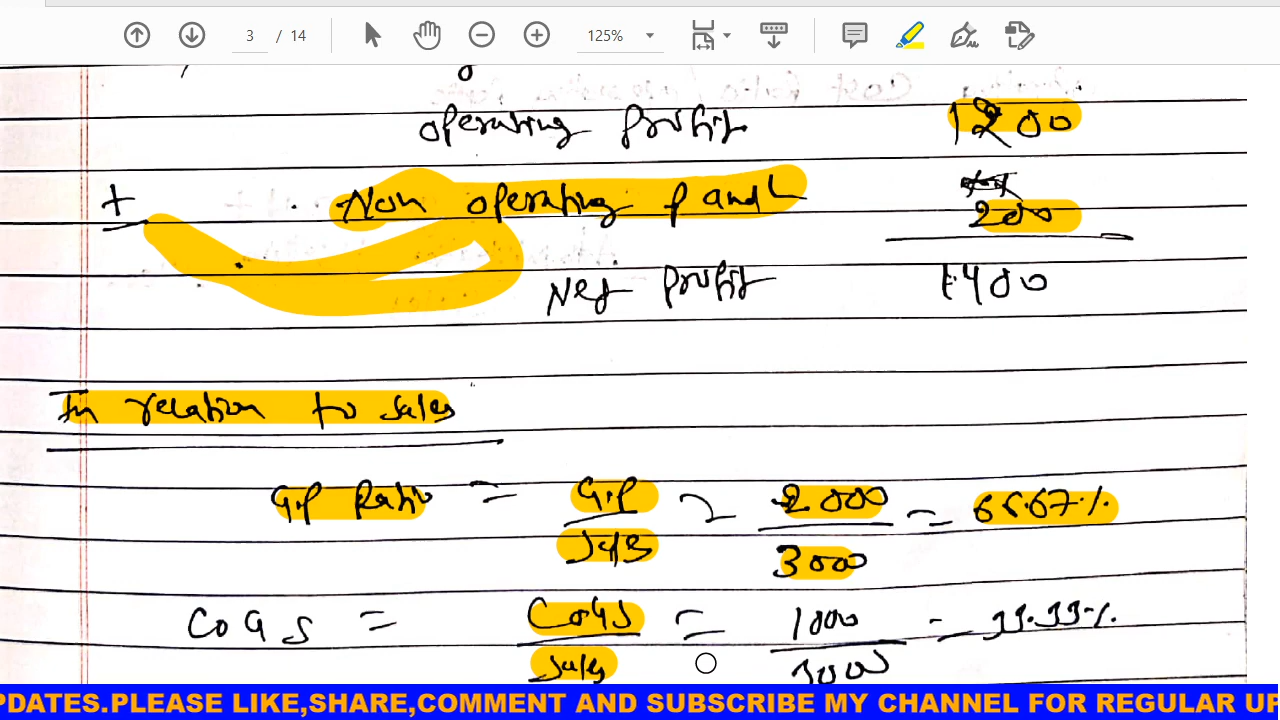 3 / 14 125%
operating profit 1200
+ Non operating P and L 200
Net Profit 1400
In relation to sales
G.P Ratio = G.P / Sales = 2000 / 3000 = 66.67%
COGS = COGS / Sales = 1000 / 3000 = 33.33%
PDATES.PLEASE LIKE,SHARE,COMMENT AND SUBSCRIBE MY CHANNEL FOR REGULAR UP